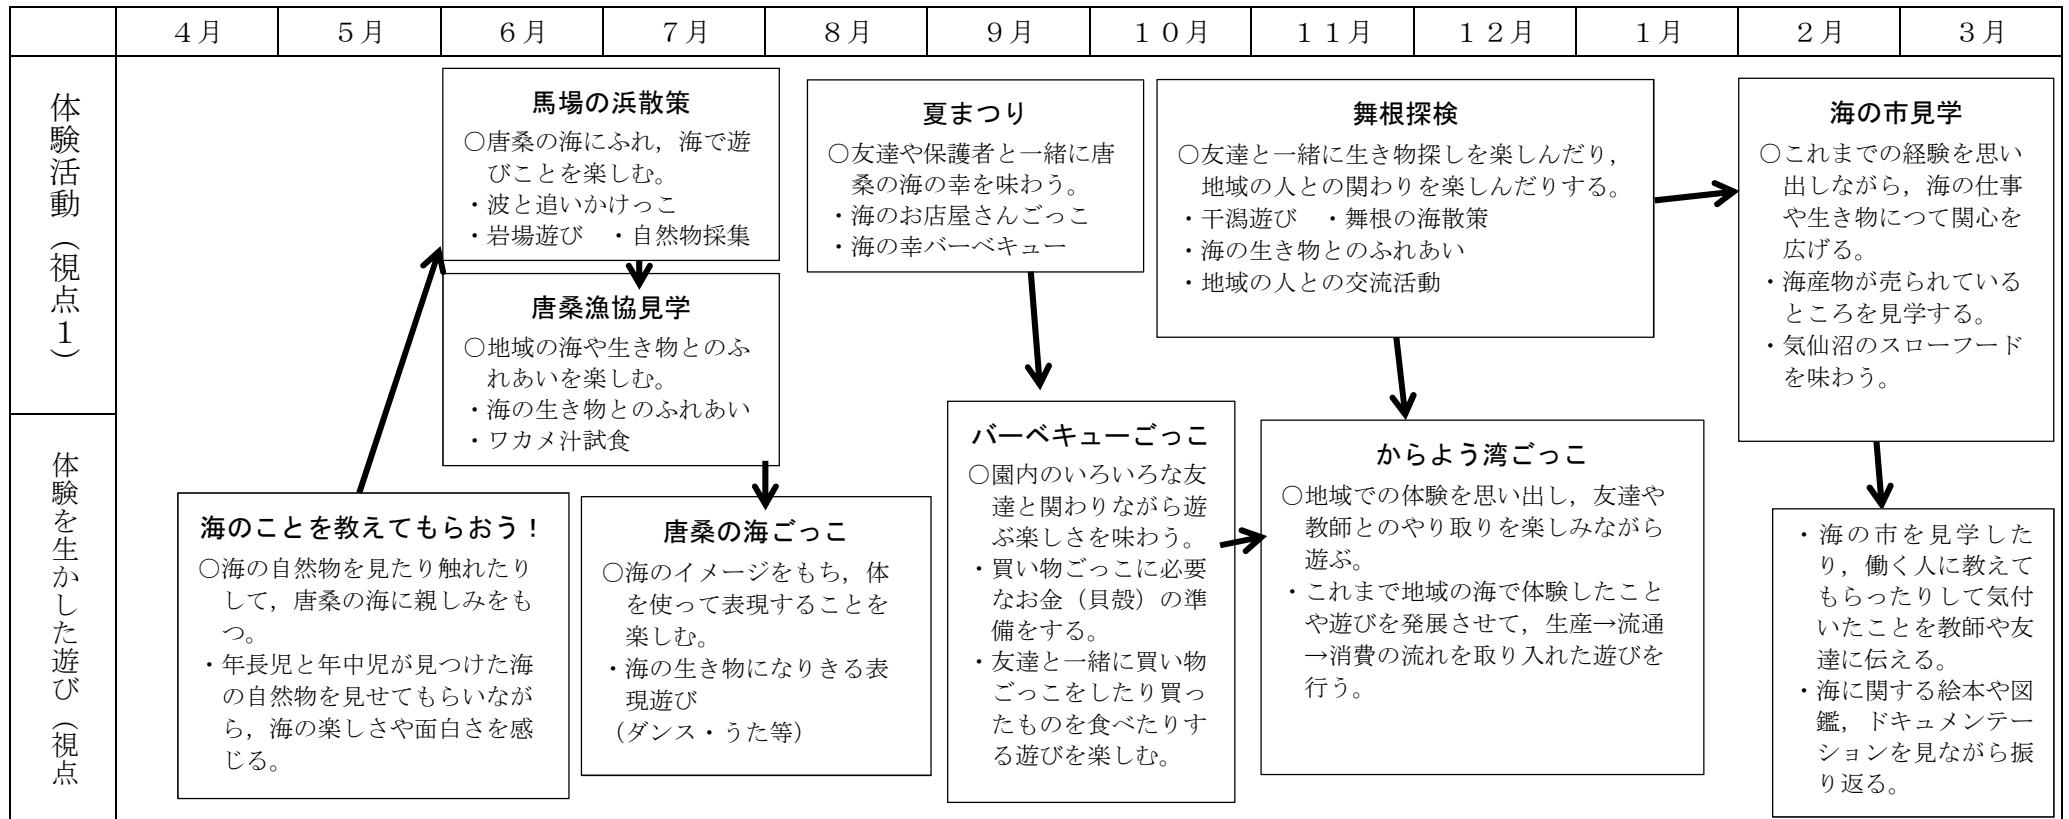 ４月 ５月 ６月 ７月 ８月 ９月 １０月 １１月 １２月 １月 ２月 ３月
体験活動（視点１）
馬場の浜散策
○唐桑の海にふれ，海で遊
びことを楽しむ。
・波と追いかけっこ
・岩場遊び ・自然物採集
唐桑漁協見学
○地域の海や生き物とのふ
れあいを楽しむ。
・海の生き物とのふれあい
・ワカメ汁試食
夏まつり
○友達や保護者と一緒に唐
桑の海の幸を味わう。
・海のお店屋さんごっこ
・海の幸バーベキュー
舞根探検
○友達と一緒に生き物探しを楽しんだり，
地域の人との関わりを楽しんだりする。
・干潟遊び ・舞根の海散策
・海の生き物とのふれあい
・地域の人との交流活動
海の市見学
○これまでの経験を思い
出しながら，海の仕事
や生き物につて関心を
広げる。
・海産物が売られている
ところを見学する。
・気仙沼のスローフード
を味わう。
体験を生かした遊び（視点
海のことを教えてもらおう！
○海の自然物を見たり触れたり
して，唐桑の海に親しみをも
つ。
・年長児と年中児が見つけた海
の自然物を見せてもらいなが
ら，海の楽しさや面白さを感
じる。
唐桑の海ごっこ
○海のイメージをもち，体
を使って表現することを
楽しむ。
・海の生き物になりきる表
現遊び
（ダンス・うた等）
バーベキューごっこ
○園内のいろいろな友
達と関わりながら遊
ぶ楽しさを味わう。
・買い物ごっこに必要
なお金（貝殻）の準
備をする。
・友達と一緒に買い物
ごっこをしたり買っ
たものを食べたりす
る遊びを楽しむ。
からよう湾ごっこ
○地域での体験を思い出し，友達や
教師とのやり取りを楽しみながら
遊ぶ。
・これまで地域の海で体験したこと
や遊びを発展させて，生産→流通
→消費の流れを取り入れた遊びを
行う。
・海の市を見学した
り，働く人に教えて
もらったりして気付
いたことを教師や友
達に伝える。
・海に関する絵本や図
鑑，ドキュメンテー
ションを見ながら振
り返る。